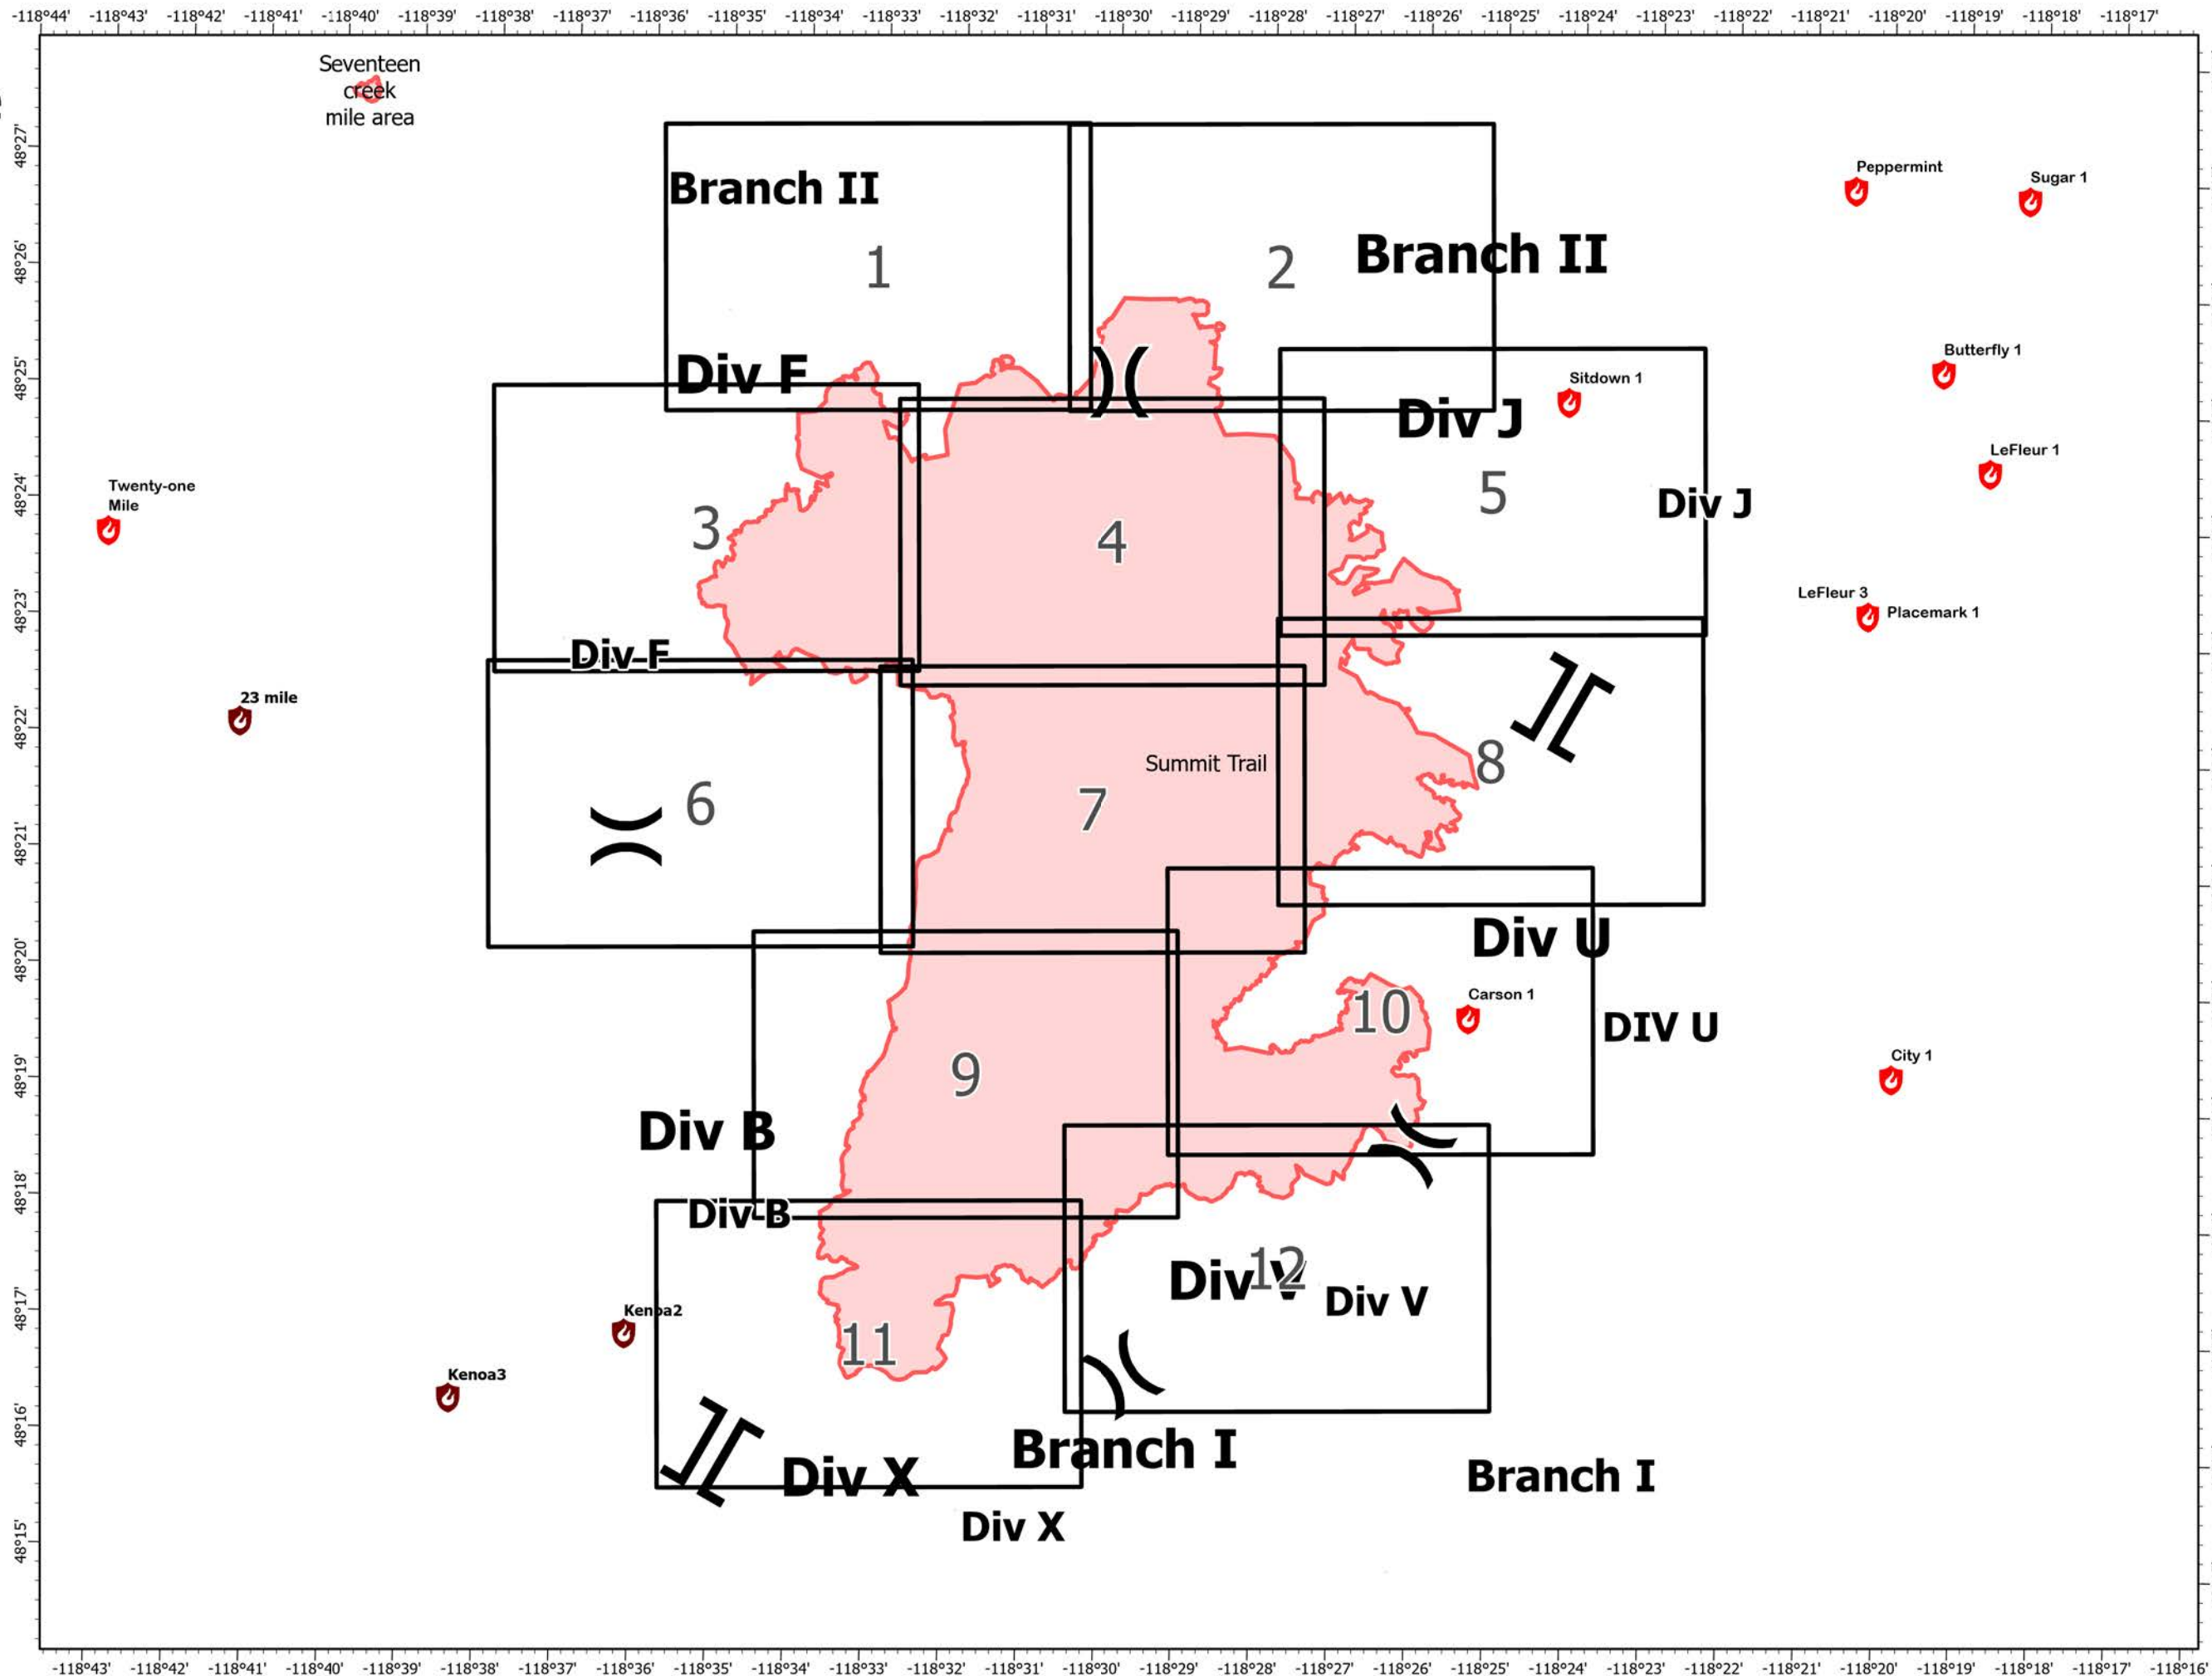 -118°44' -118°43' -118°42' -118°41' -118°40' -118°39' -118°38' -118°37' -118°36' -118°35' -118°34' -118°33' -118°32' -118°31' -118°30' -118°29' -118°28' -118°27' -118°26' -118°25' -118°24' -118°23' -118°22' -118°21' -118°20' -118°19' -118°18' -118°17'
Seventeen
creek
mile area
48°27'
Peppermint
Sugar 1
Branch II
48°26'
1
2
Branch II
Butterfly 1
48°25'
Div F
Sitdown 1
Div J
LeFleur 1
Twenty-one
Mile
48°24'
3
4
5
Div J
48°23'
LeFleur 3
Placemark 1
Div F
23 mile
48°22'
Summit Trail
8
6
7
48°21'
Div U
48°20'
Carson 1
10
DIV U
City 1
48°19'
9
Div B
48°18'
Div B
12
Div V
Div V
48°17'
Kenoa2
11
Kenoa3
48°16'
Branch I
Div X
Branch I
Div X
48°15'
-118°43' -118°42' -118°41' -118°40' -118°39' -118°38' -118°37' -118°36' -118°35' -118°34' -118°33' -118°32' -118°31' -118°30' -118°29' -118°28' -118°27' -118°26' -118°25' -118°24' -118°23' -118°22' -118°21' -118°20' -118°19' -118°18' -118°17'